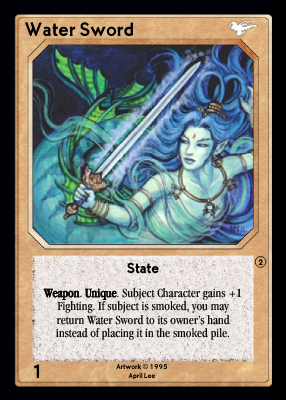 Water Sword
State
2
Weapon. Unique. Subject Character gains +1
Fighting. If subject is smoked, you may
return Water Sword to its owner's hand
instead of placing it in the smoked pile.
1
Artwork © 1995
April Lee